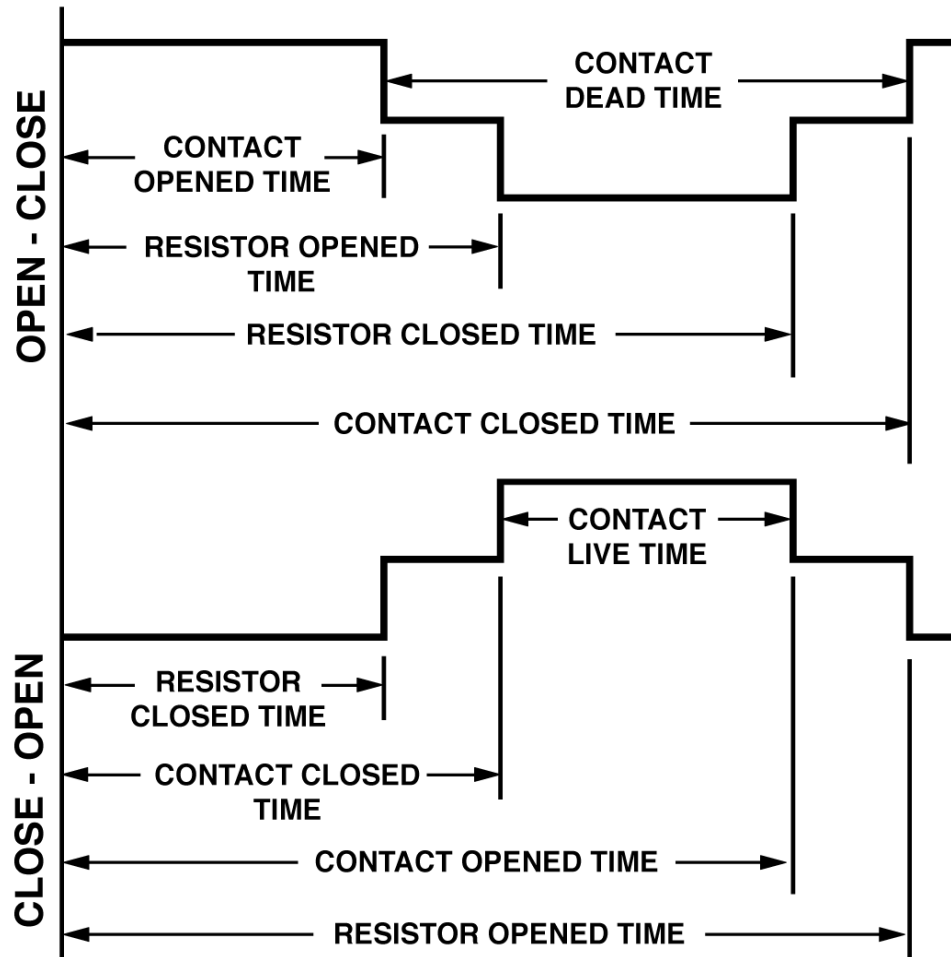 OPEN - CLOSE
CONTACT
DEAD TIME
CONTACT
OPENED TIME
RESISTOR OPENED
TIME
RESISTOR CLOSED TIME
CONTACT CLOSED TIME
CLOSE - OPEN
CONTACT
LIVE TIME
RESISTOR
CLOSED TIME
CONTACT CLOSED
TIME
CONTACT OPENED TIME
RESISTOR OPENED TIME